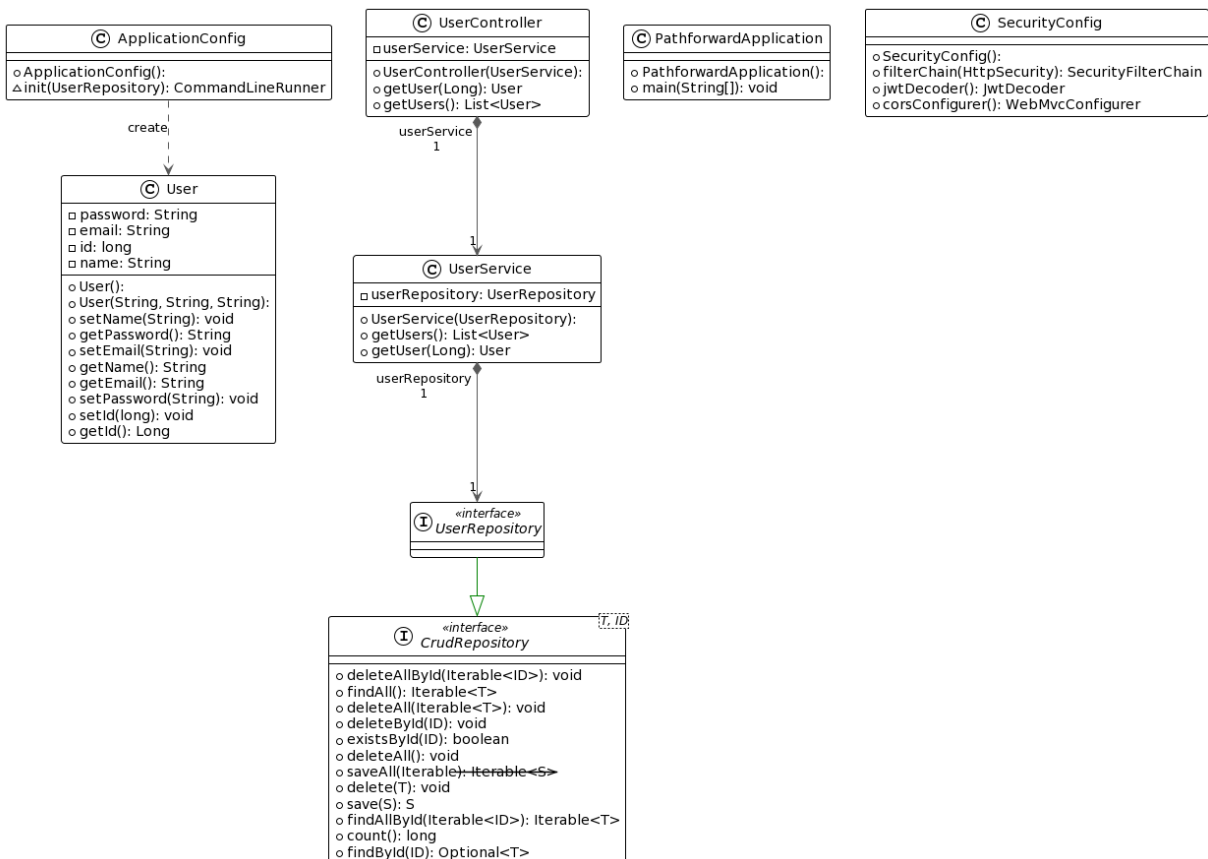 C ApplicationConfig
+ApplicationConfig():
~init(UserRepository): CommandLineRunner
create
C User
password: String
email: String
id: long
name: String
User():
User(String, String, String):
setName(String): void
getPassword(): String
setEmail(String): void
getName(): String
getEmail(): String
setPassword(String): void
setId(long): void
getId(): Long
C UserController
userService: UserService
UserController(UserService):
getUser(Long): User
getUsers(): List<User>
userService
1
1
C UserService
userRepository: UserRepository
UserService(UserRepository):
getUsers(): List<User>
getUser(Long): User
userRepository
1
1
I «interface»
UserRepository
T, ID
I «interface»
CrudRepository
deleteAllById(Iterable<ID>): void
findAll(): Iterable<T>
deleteAll(Iterable<T>): void
deleteById(ID): void
existsById(ID): boolean
deleteAll(): void
saveAll(Iterable): Iterable<S>
delete(T): void
save(S): S
findAllById(Iterable<ID>): Iterable<T>
count(): long
findById(ID): Optional<T>
C PathforwardApplication
PathforwardApplication():
main(String[]): void
C SecurityConfig
SecurityConfig():
filterChain(HttpSecurity): SecurityFilterChain
jwtDecoder(): JwtDecoder
corsConfigurer(): WebMvcConfigurer